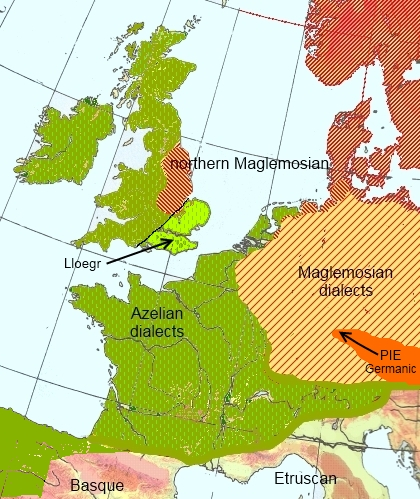 northern Maglemosian
Lloegr
Maglemosian
dialects
Azelian
dialects
PIE
Germanic
Basque
Etruscan